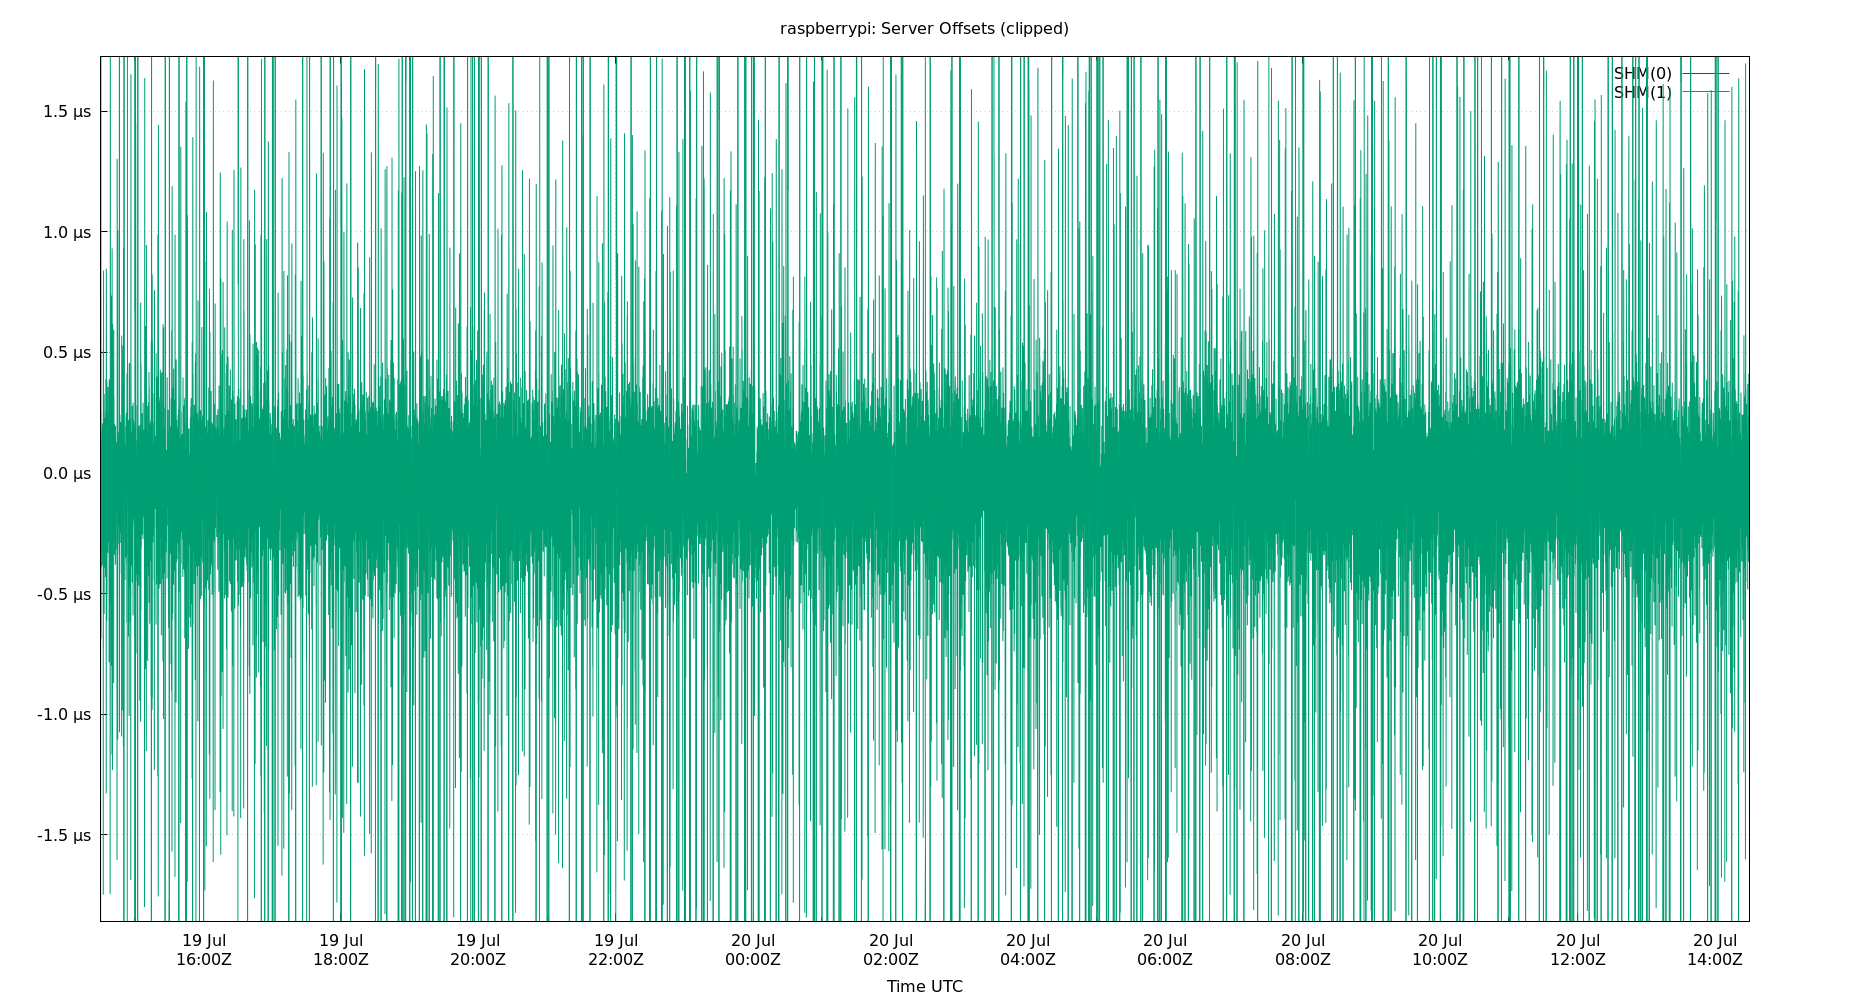 raspberrypi: Server Offsets (clipped)
SHM(0)
SHM(1)
1.5 µs
1.0 µs
0.5 µs
0.0 µs
-0.5 µs
-1.0 µs
-1.5 µs
19 Jul 19 Jul 19 Jul 19 Jul 20 Jul 20 Jul 20 Jul 20 Jul 20 Jul 20 Jul 20 Jul 20 Jul
16:00Z 18:00Z 20:00Z 22:00Z 00:00Z 02:00Z 04:00Z 06:00Z 08:00Z 10:00Z 12:00Z 14:00Z
Time UTC